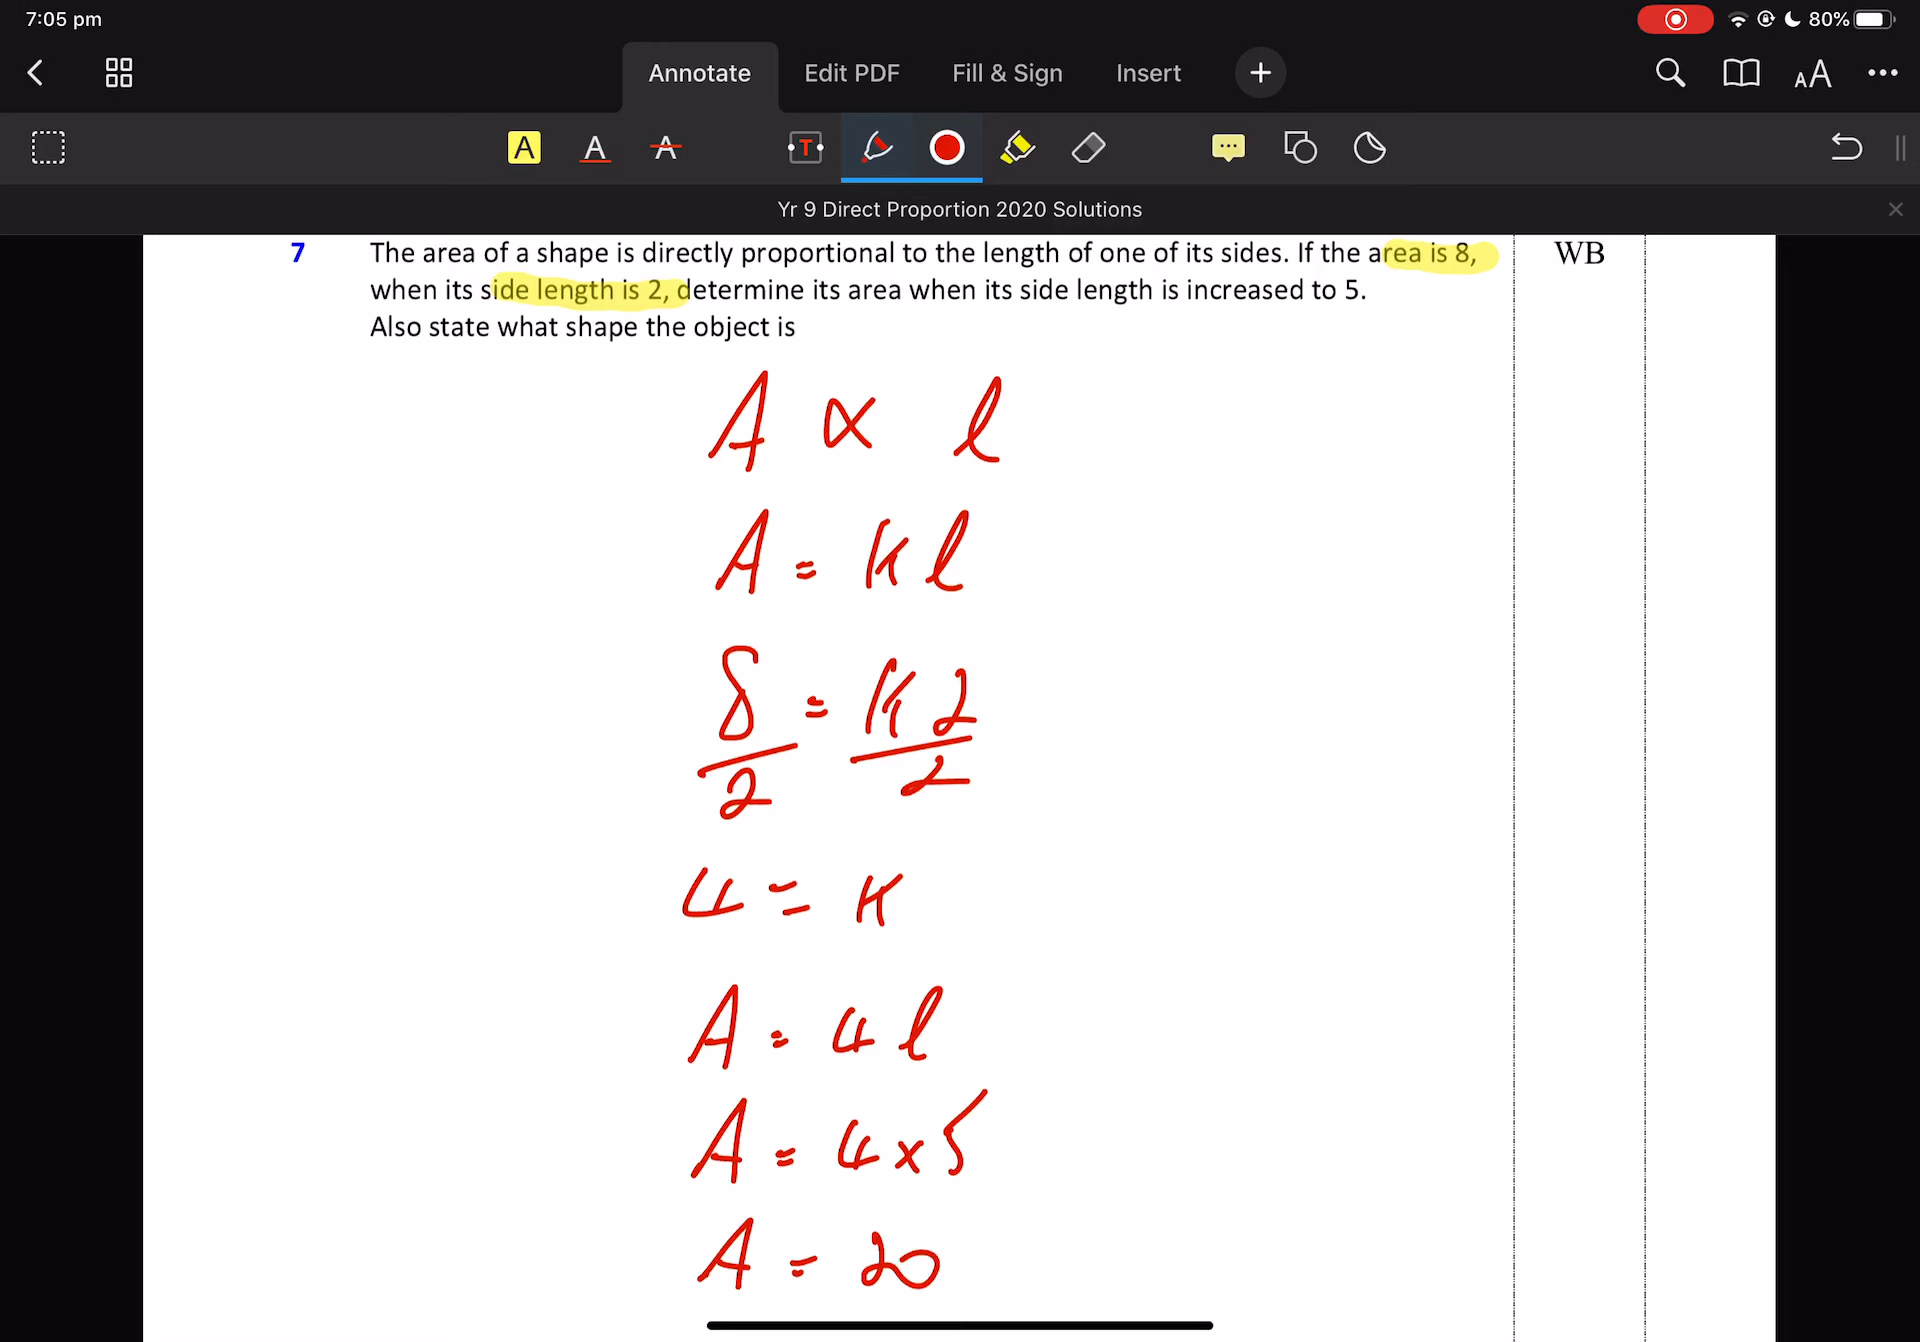 7:05 pm
80%
Annotate
Edit PDF
Fill & Sign
Insert
A A A T AA
Yr 9 Direct Proportion 2020 Solutions
7 The area of a shape is directly proportional to the length of one of its sides. If the area is 8, WB
when its side length is 2, determine its area when its side length is increased to 5.
Also state what shape the object is
A ∝ l
A = kl
8/2 = k2/2
4 = k
A = 4l
A = 4 x 5
A = 20